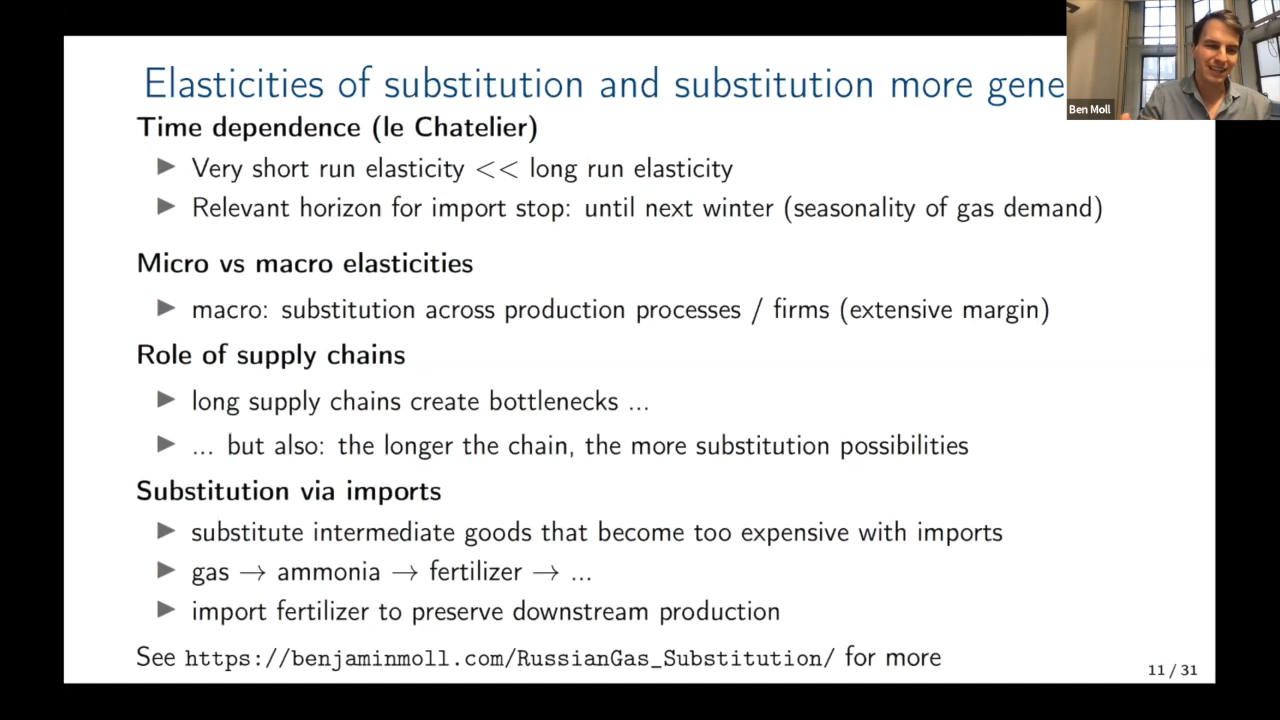 Elasticities of substitution and substitution more gene
Ben Moll
Time dependence (le Chatelier)
▶ Very short run elasticity << long run elasticity
▶ Relevant horizon for import stop: until next winter (seasonality of gas demand)
Micro vs macro elasticities
▶ macro: substitution across production processes / firms (extensive margin)
Role of supply chains
▶ long supply chains create bottlenecks ...
▶ ... but also: the longer the chain, the more substitution possibilities
Substitution via imports
▶ substitute intermediate goods that become too expensive with imports
▶ gas → ammonia → fertilizer → ...
▶ import fertilizer to preserve downstream production
See https://benjaminmoll.com/RussianGas_Substitution/ for more
11 / 31